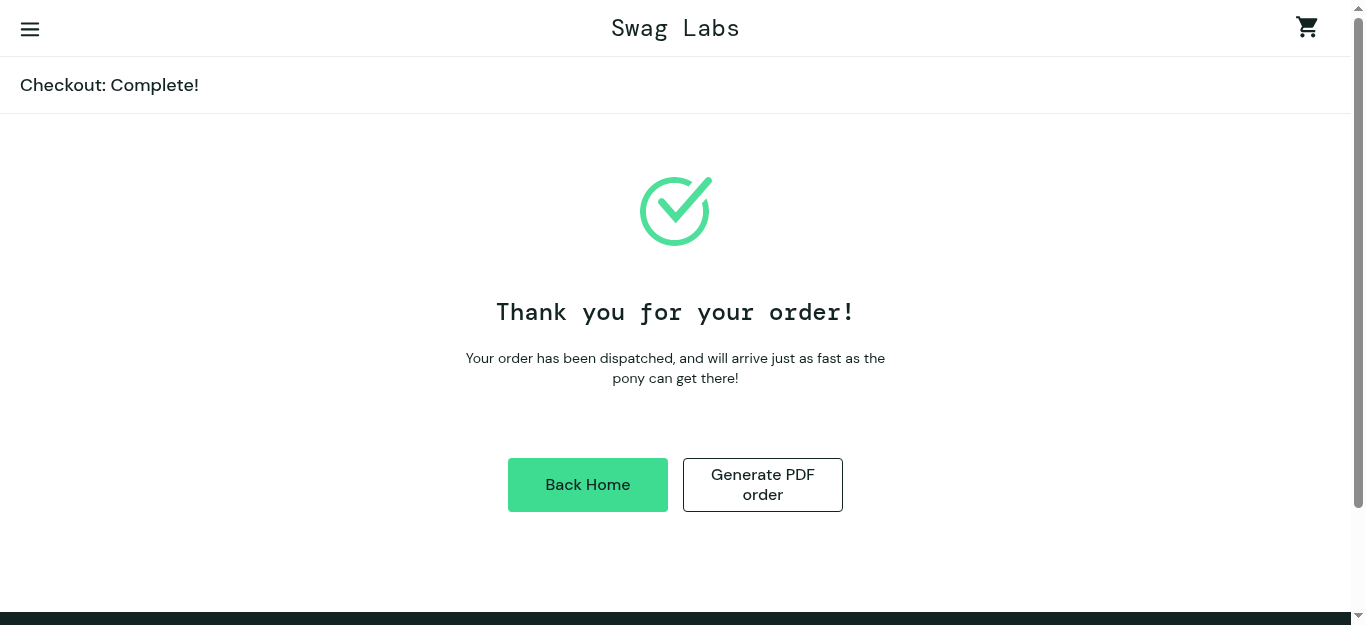 Swag Labs
Checkout: Complete!
Thank you for your order!
Your order has been dispatched, and will arrive just as fast as the
pony can get there!
Back Home
Generate PDF
order